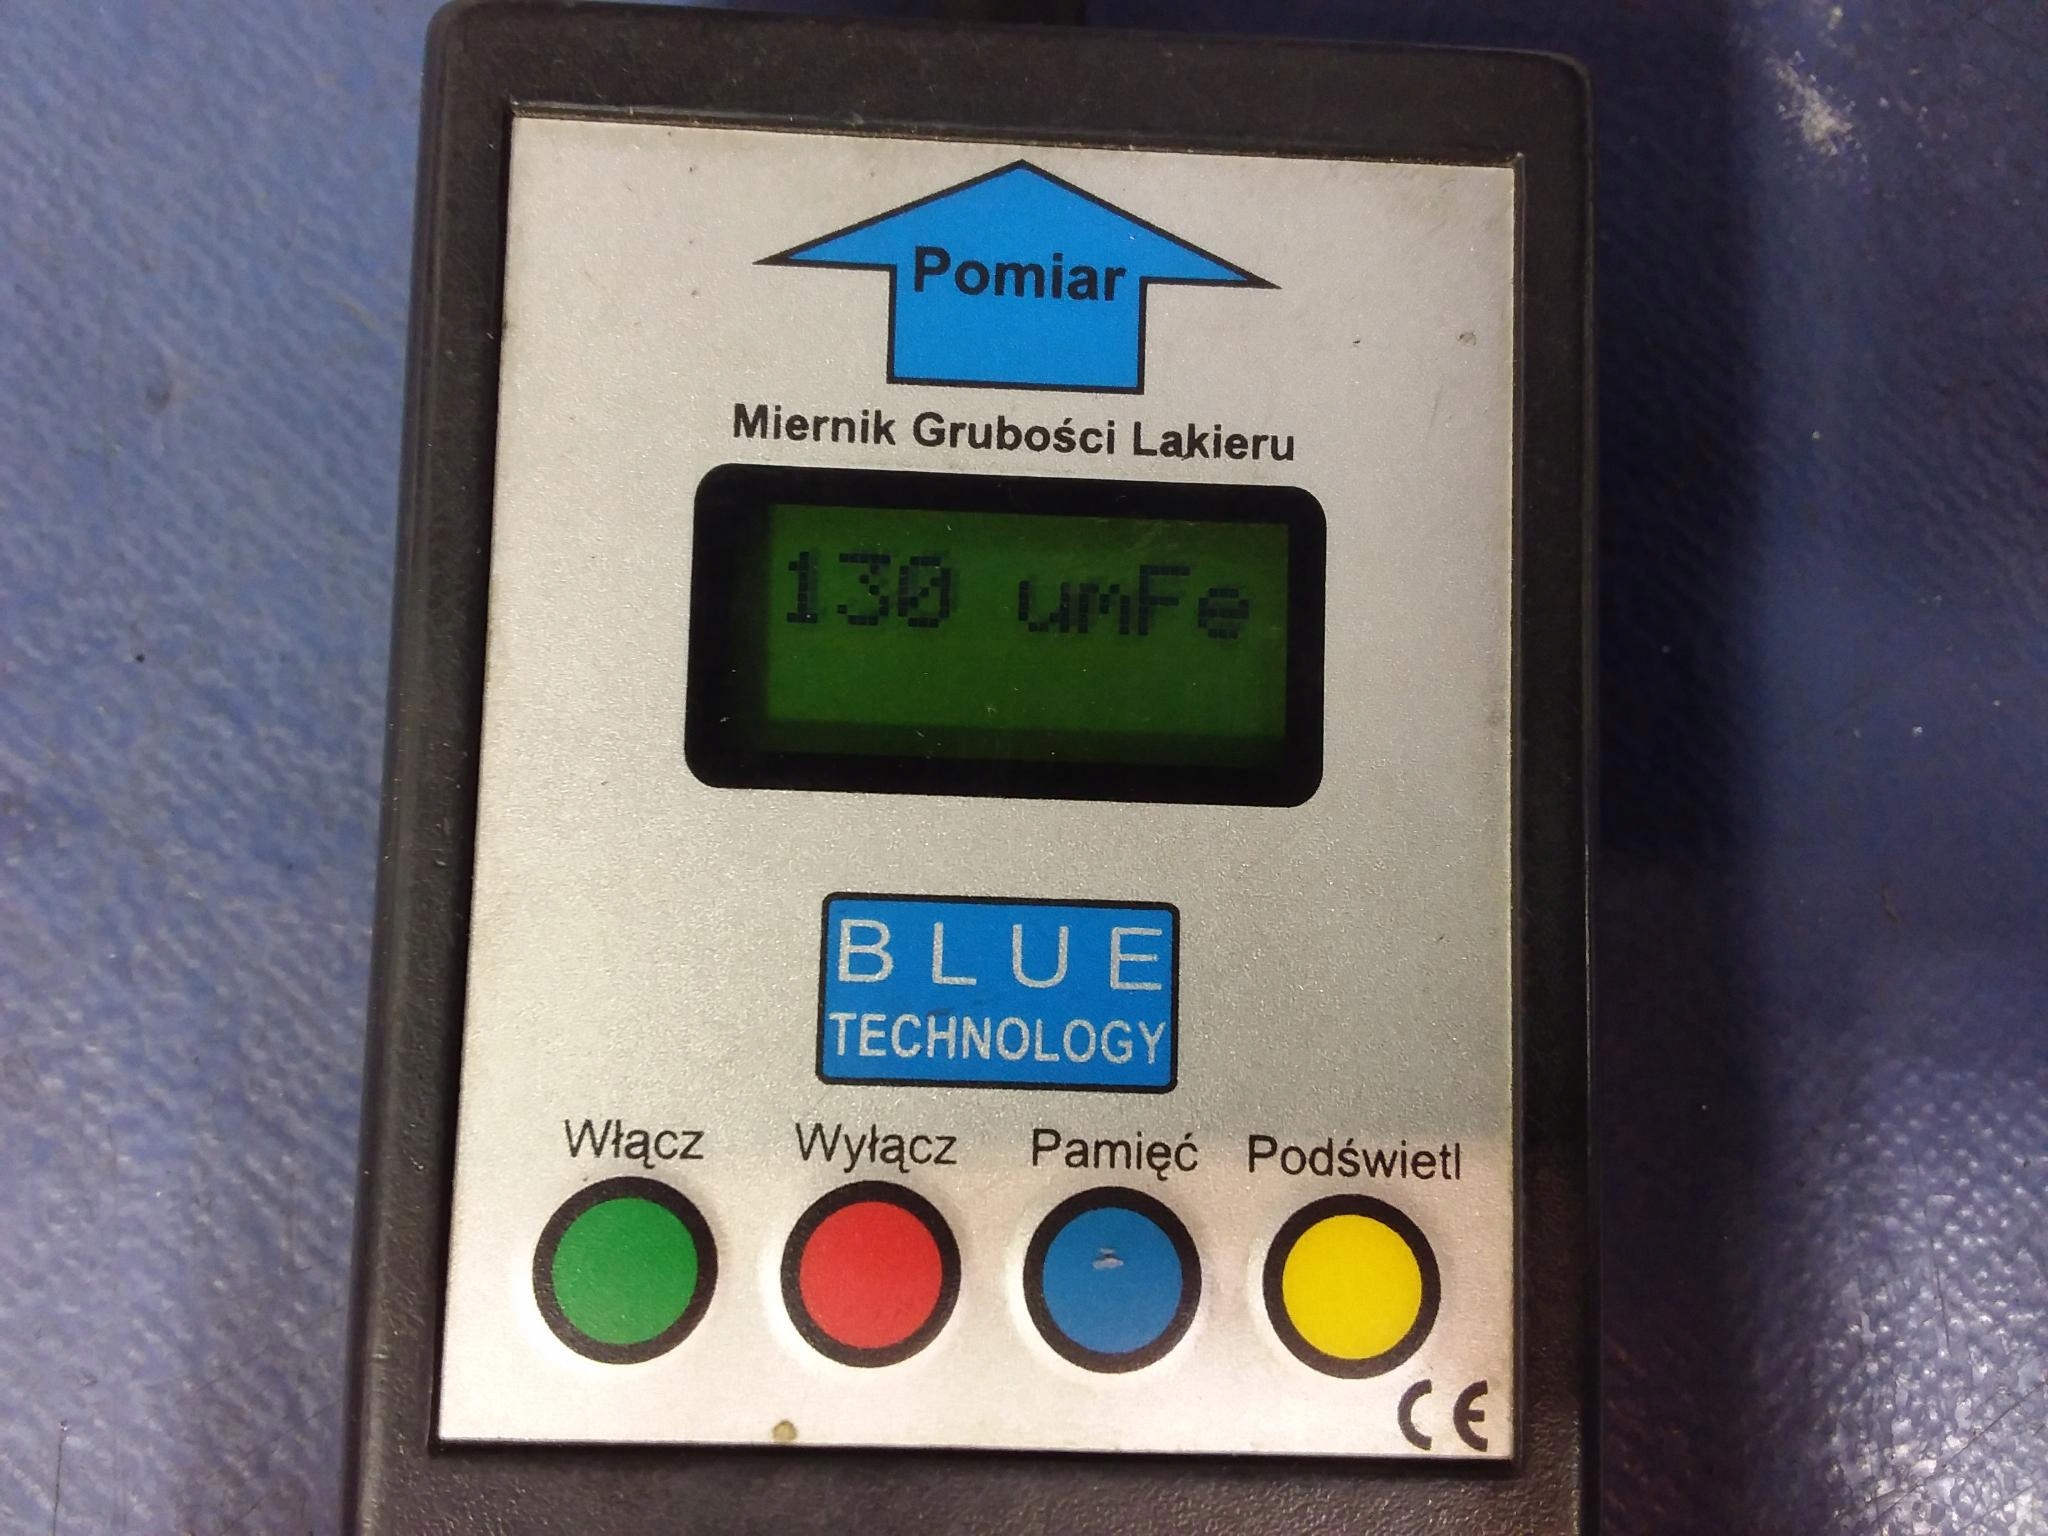 Pomiar
Miernik Grubości Lakieru
130 umFe
BLUE
TECHNOLOGY
Włącz Wyłącz Pamięć Podświetl
CE